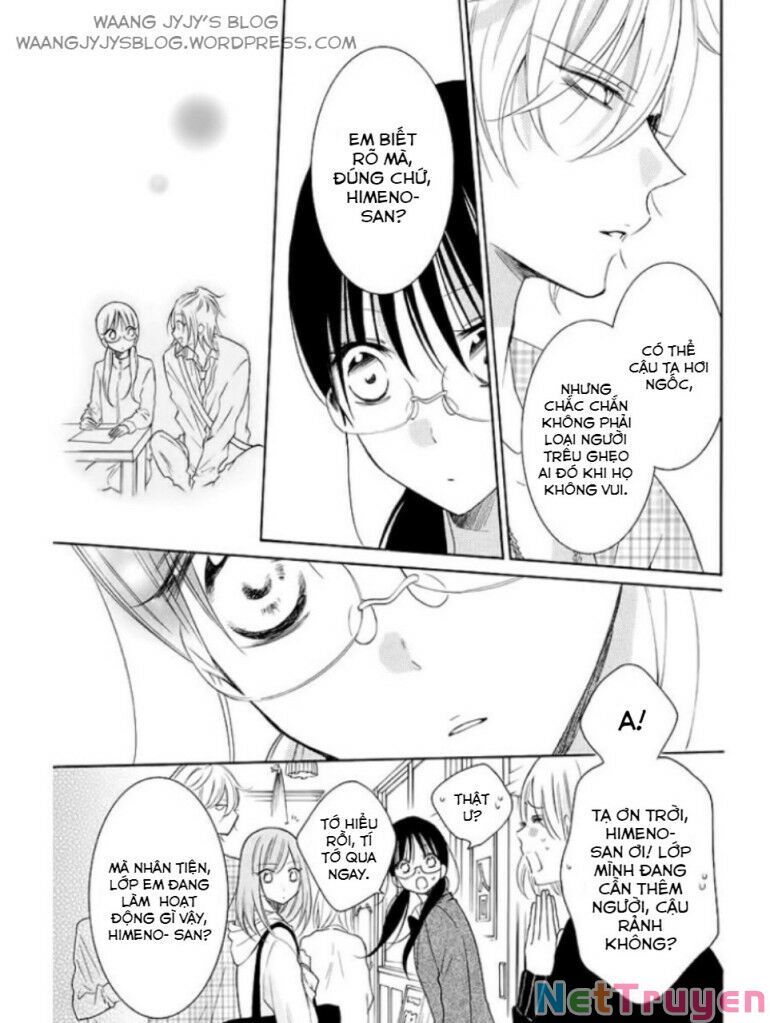 WAANG JYJY'S BLOG
WAANGJYJYSBLOG.WORDPRESS.COM
CÓ THỂ
CẬU TA HƠI
NGỐC,
NHƯNG
CHẮC CHẮN
KHÔNG PHẢI
LOẠI NGƯỜI
TRÊU GHẸO
AI ĐÓ KHI HỌ
KHÔNG VUI.
EM BIẾT
RÕ MÀ,
ĐÚNG CHỨ,
HIMENO-
SAN?
A!
TẠ ƠN TRỜI,
HIMENO-
SAN ƠI! LỚP
MÌNH ĐANG
CẦN THÊM
NGƯỜI, CẬU
RẢNH
KHÔNG?
THẬT
Ư?
TỚ HIỂU
RỒI, TÍ
TỚ QUA
NGAY.
MÀ NHÂN TIỆN,
LỚP EM ĐANG
LÀM HOẠT
ĐỘNG GÌ VẬY,
HIMENO- SAN?
NetTruyen